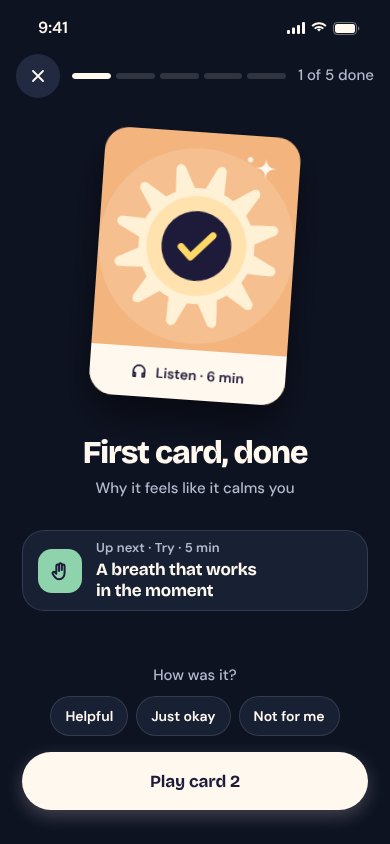 9:41
1 of 5 done
Listen · 6 min
First card, done
Why it feels like it calms you
Up next · Try · 5 min
A breath that works
in the moment
How was it?
Helpful
Just okay
Not for me
Play card 2